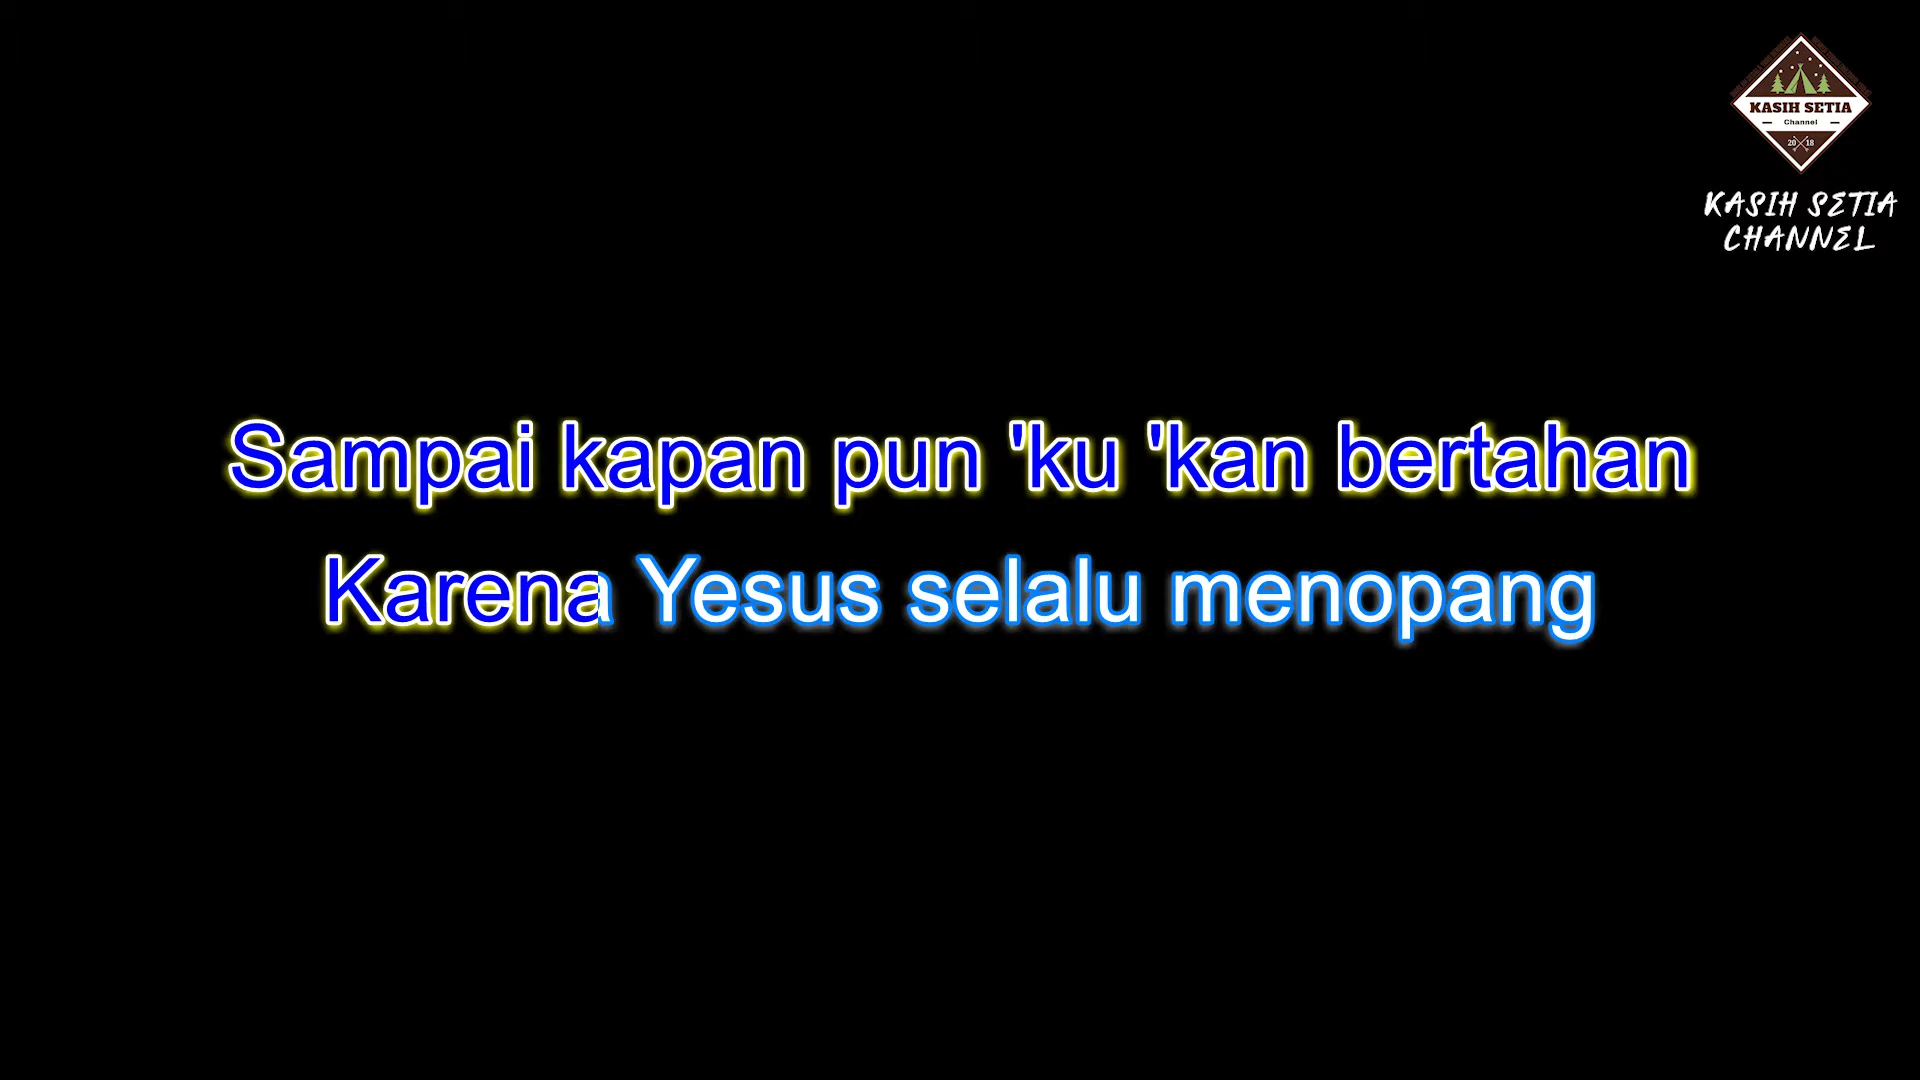 KASIH SETIA
Channel
20 18
KASIH SETIA
CHANNEL
Sampai kapan pun 'ku 'kan bertahan
Karena Yesus selalu menopang